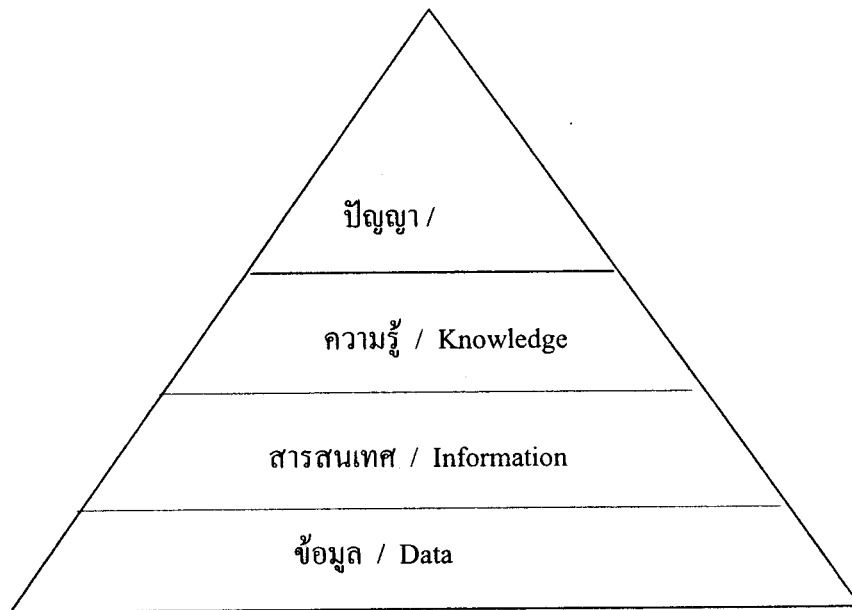 ปัญญา /
ความรู้ / Knowledge
สารสนเทศ / Information
ข้อมูล / Data